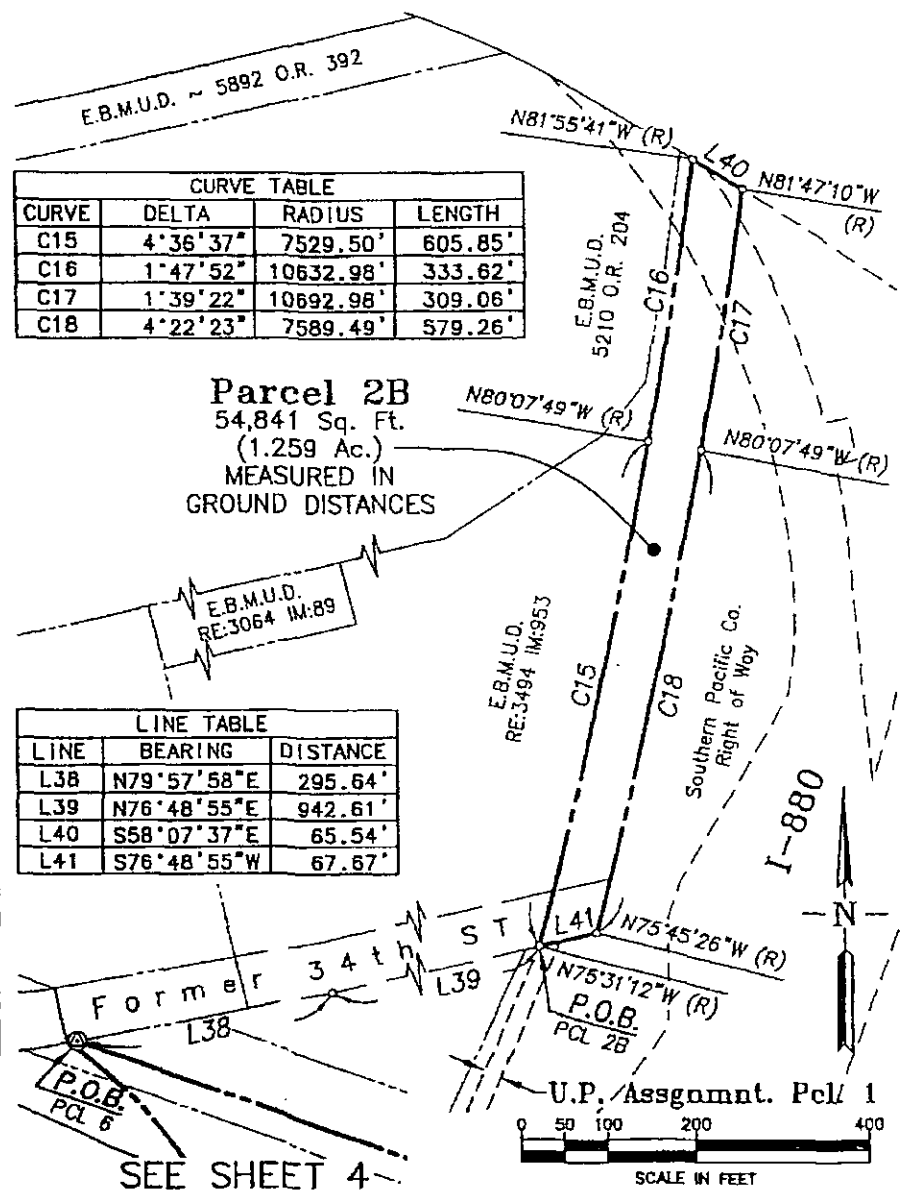 E.B.M.U.D. ~ 5892 O.R. 392
N81°55'41"W (R)
L40
N81°47'10"W
(R)
CURVE TABLE
CURVE DELTA RADIUS LENGTH
C15 4°36'37" 7529.50' 605.85'
C16 1°47'52" 10632.98' 333.62'
C17 1°39'22" 10692.98' 309.06'
C18 4°22'23" 7589.49' 579.26'
E.B.M.U.D.
5210 O.R. 204
C16
C17
Parcel 2B
54,841 Sq. Ft.
(1.259 Ac.)
MEASURED IN
GROUND DISTANCES
N80°07'49"W (R)
N80°07'49"W (R)
E.B.M.U.D.
RE:3064 IM:89
E.B.M.U.D.
RE:3494 IM:953
C15
C18
Southern Pacific Co.
Right of Way
LINE TABLE
LINE BEARING DISTANCE
L38 N79°57'58"E 295.64'
L39 N76°48'55"E 942.61'
L40 S58°07'37"E 65.54'
L41 S76°48'55"W 67.67'
I-880
N
Former 34th ST
L41
N75°45'26"W (R)
L39
N75°31'12"W (R)
L38
P.O.B.
PCL 2B
P.O.B.
PCL 6
U.P. Assgnmnt. Pcl 1
0 50 100 200 400
SCALE IN FEET
SEE SHEET 4